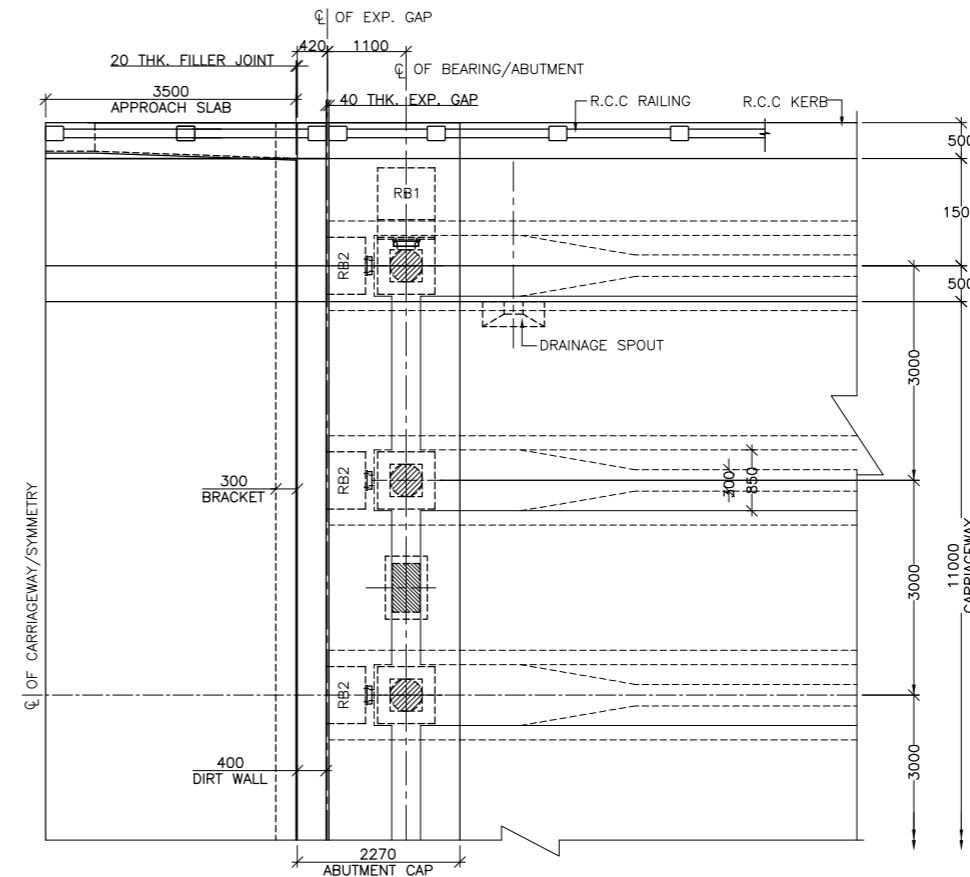 ℄ OF EXP. GAP
420
1100
20 THK. FILLER JOINT
℄ OF BEARING/ABUTMENT
3500
APPROACH SLAB
40 THK. EXP. GAP
R.C.C RAILING
R.C.C KERB
500
RB1
150
RB2
500
DRAINAGE SPOUT
3000
RB2
300
BRACKET
300
850
℄ OF CARRIAGEWAY/SYMMETRY
3000
11000
CARRIAGEWAY
RB2
400
DIRT WALL
3000
2270
ABUTMENT CAP